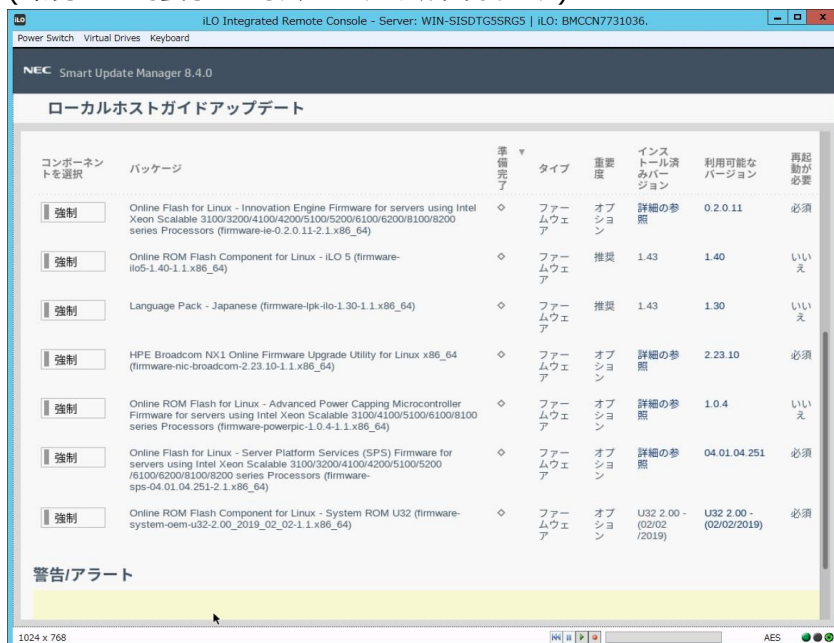 iLO Integrated Remote Console - Server: WIN-SISDTG5SRG5 | iLO: BMCCN7731036.
Power Switch Virtual Drives Keyboard
NEC Smart Update Manager 8.4.0
ローカルホストガイドアップデート
コンポーネントを選択 パッケージ 準備完了 ▼ タイプ 重要度 インストール済みバージョン 利用可能なバージョン 再起動が必要
強制 Online Flash for Linux - Innovation Engine Firmware for servers using Intel Xeon Scalable 3100/3200/4100/4200/5100/5200/6100/6200/8100/8200 series Processors (firmware-ie-0.2.0.11-2.1.x86_64) ファームウェア オプション 詳細の参照 0.2.0.11 必須
強制 Online ROM Flash Component for Linux - iLO 5 (firmware-ilo5-1.40-1.1.x86_64) ファームウェア 推奨 1.43 1.40 いいえ
強制 Language Pack - Japanese (firmware-lpk-ilo-1.30-1.1.x86_64) ファームウェア 推奨 1.43 1.30 いいえ
強制 HPE Broadcom NX1 Online Firmware Upgrade Utility for Linux x86_64 (firmware-nic-broadcom-2.23.10-1.1.x86_64) ファームウェア オプション 詳細の参照 2.23.10 必須
強制 Online ROM Flash for Linux - Advanced Power Capping Microcontroller Firmware for servers using Intel Xeon Scalable 3100/4100/5100/6100/8100 series Processors (firmware-powerpic-1.0.4-1.1.x86_64) ファームウェア オプション 詳細の参照 1.0.4 いいえ
強制 Online Flash for Linux - Server Platform Services (SPS) Firmware for servers using Intel Xeon Scalable 3100/3200/4100/4200/5100/5200/6100/6200/8100/8200 series Processors (firmware-sps-04.01.04.251-2.1.x86_64) ファームウェア オプション 詳細の参照 04.01.04.251 必須
強制 Online ROM Flash Component for Linux - System ROM U32 (firmware-system-oem-u32-2.00_2019_02_02-1.1.x86_64) ファームウェア オプション U32 2.00 - (02/02/2019) U32 2.00 - (02/02/2019) 必須
警告/アラート
1024 x 768 AES